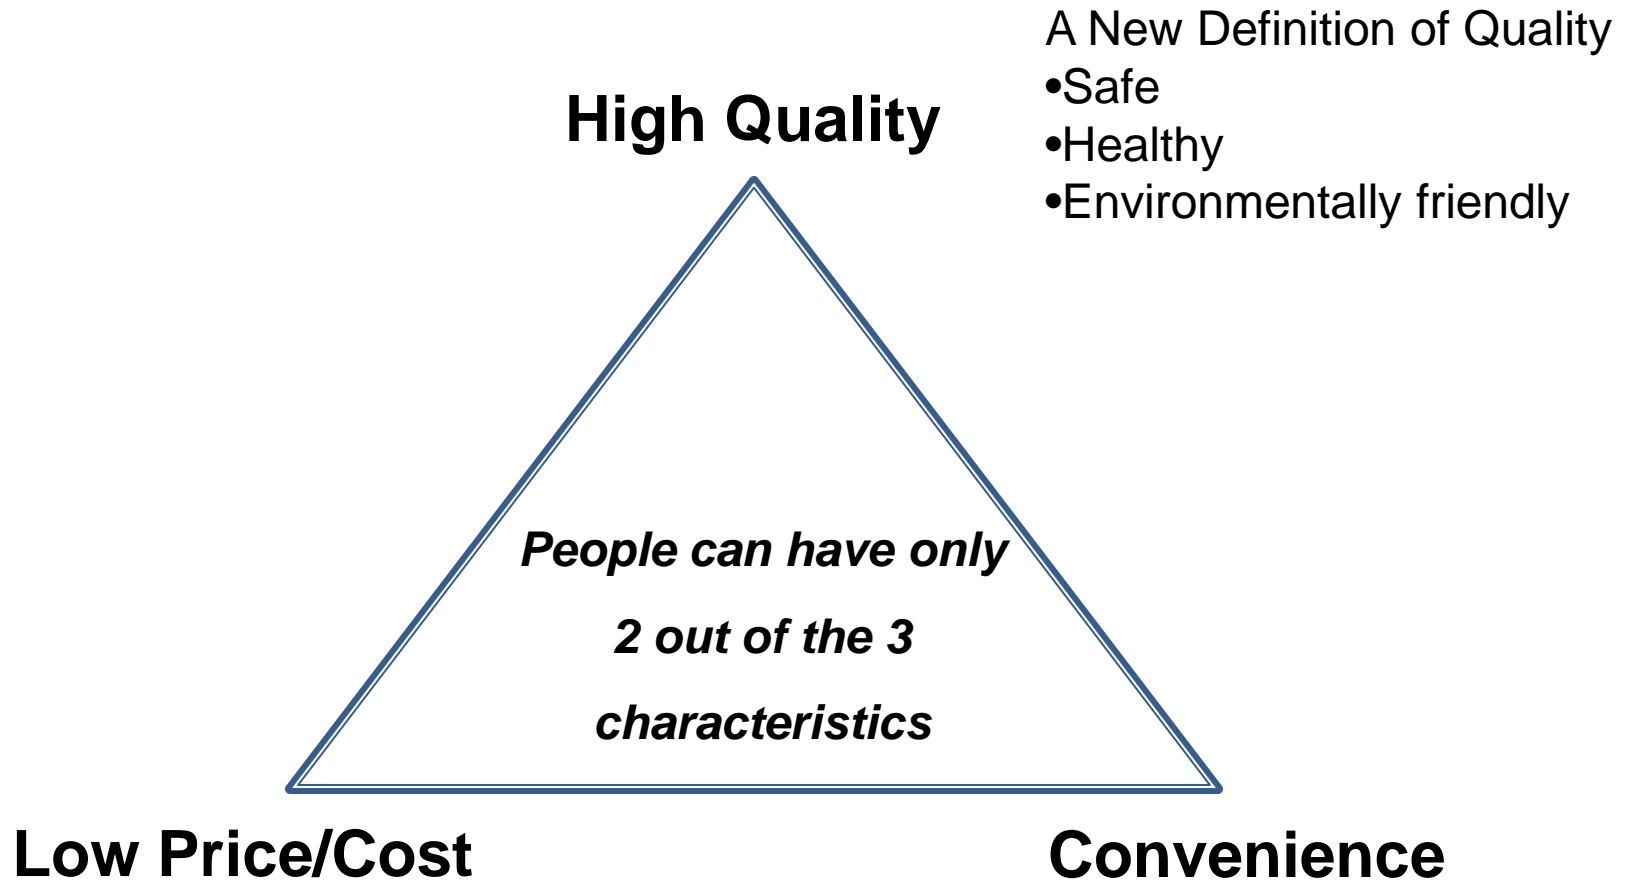 A New Definition of Quality
•Safe
•Healthy
•Environmentally friendly
High Quality
People can have only
2 out of the 3
characteristics
Low Price/Cost
Convenience